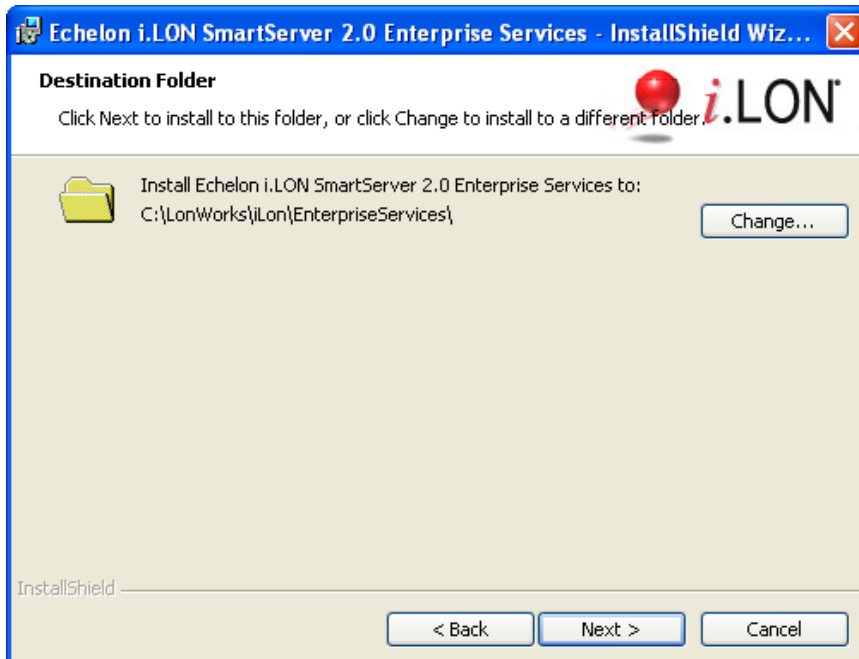 Echelon i.LON SmartServer 2.0 Enterprise Services - InstallShield Wiz...
Destination Folder
Click Next to install to this folder, or click Change to install to a different folder.
i.LON®
Install Echelon i.LON SmartServer 2.0 Enterprise Services to:
C:\LonWorks\iLon\EnterpriseServices\
Change...
InstallShield
< Back
Next >
Cancel